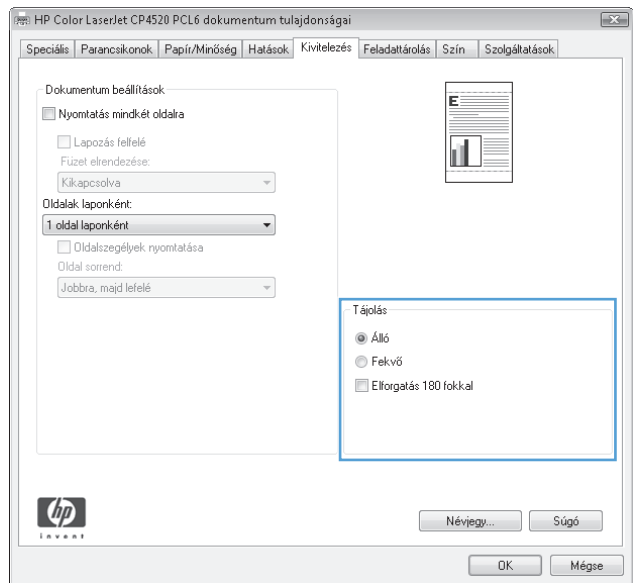 HP Color LaserJet CP4520 PCL6 dokumentum tulajdonságai
Speciális Parancsikonok Papír/Minőség Hatások Kivitelezés Feladattárolás Szín Szolgáltatások
Dokumentum beállítások
Nyomtatás mindkét oldalra
Lapozás felfelé
Füzet elrendezése:
Kikapcsolva
Oldalak laponként:
1 oldal laponként
Oldalszegélyek nyomtatása
Oldal sorrend:
Jobbra, majd lefelé
E
Tájolás
Álló
Fekvő
Elforgatás 180 fokkal
hp
invent
Névjegy... Súgó
OK Mégse